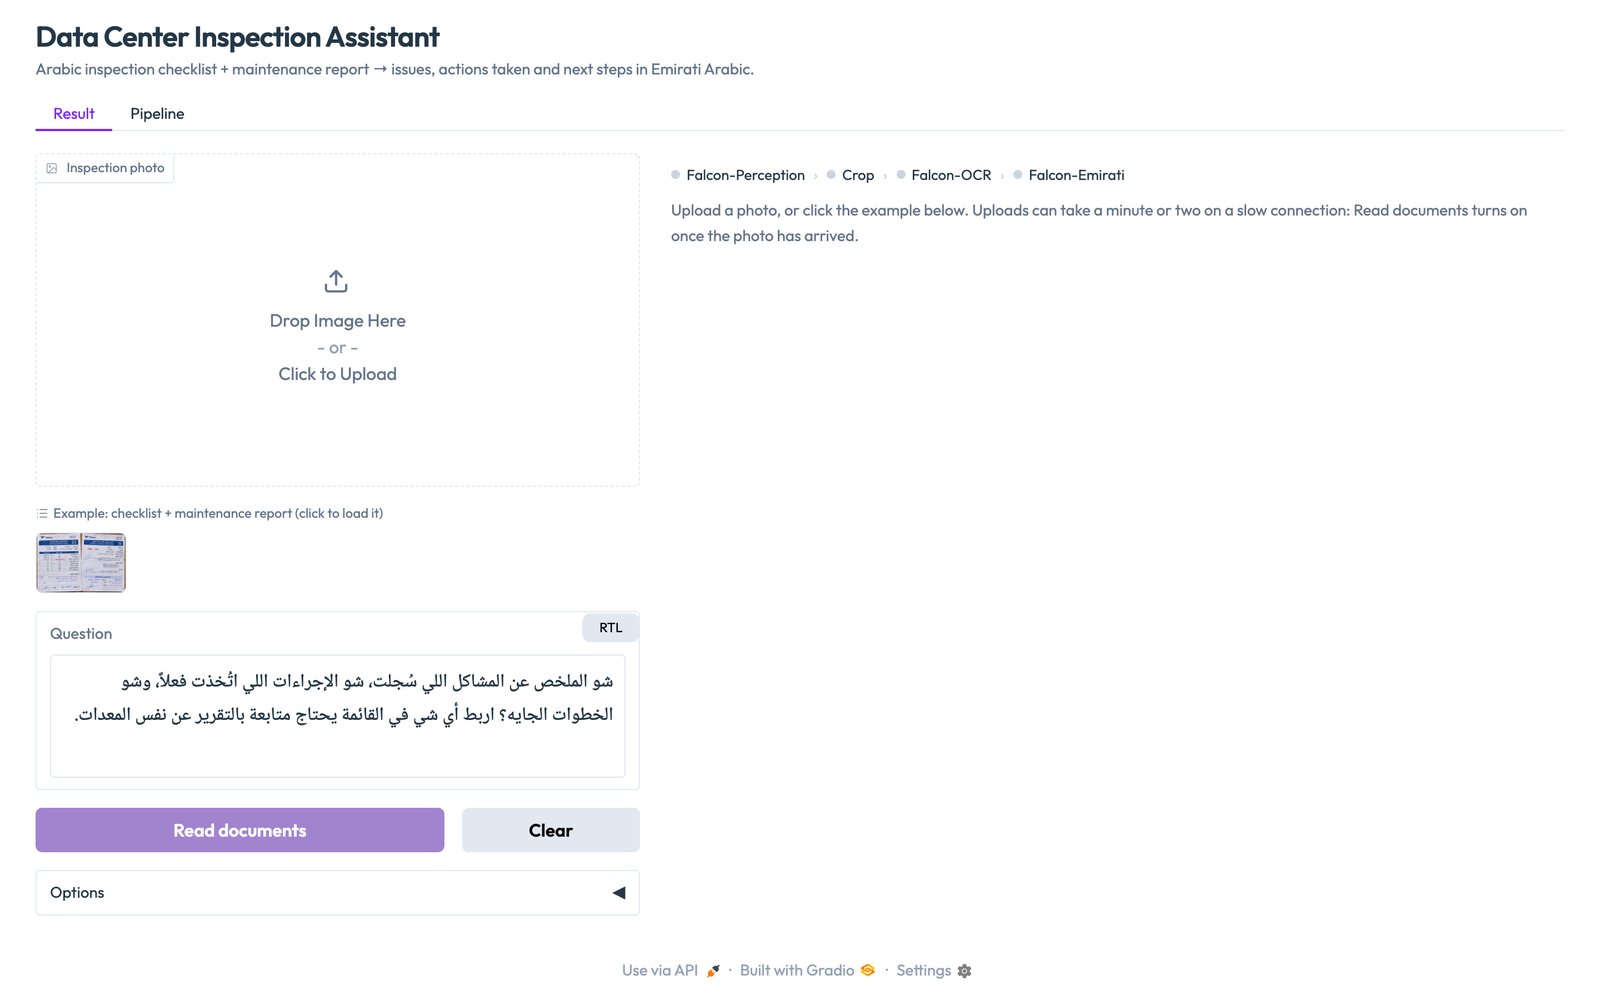 Data Center Inspection Assistant
Arabic inspection checklist + maintenance report → issues, actions taken and next steps in Emirati Arabic.
Result
Pipeline
Inspection photo
Drop Image Here
- or -
Click to Upload
Example: checklist + maintenance report (click to load it)
Question
RTL
شو الملخص عن المشاكل اللي سُجلت، شو الإجراءات اللي اتُخذت فعلاً، وشو
الخطوات الجايه؟ اربط أي شي في القائمة يحتاج متابعة بالتقرير عن نفس المعدات.
Read documents
Clear
Options
Falcon-Perception › Crop › Falcon-OCR › Falcon-Emirati
Upload a photo, or click the example below. Uploads can take a minute or two on a slow connection: Read documents turns on
once the photo has arrived.
Use via API · Built with Gradio · Settings